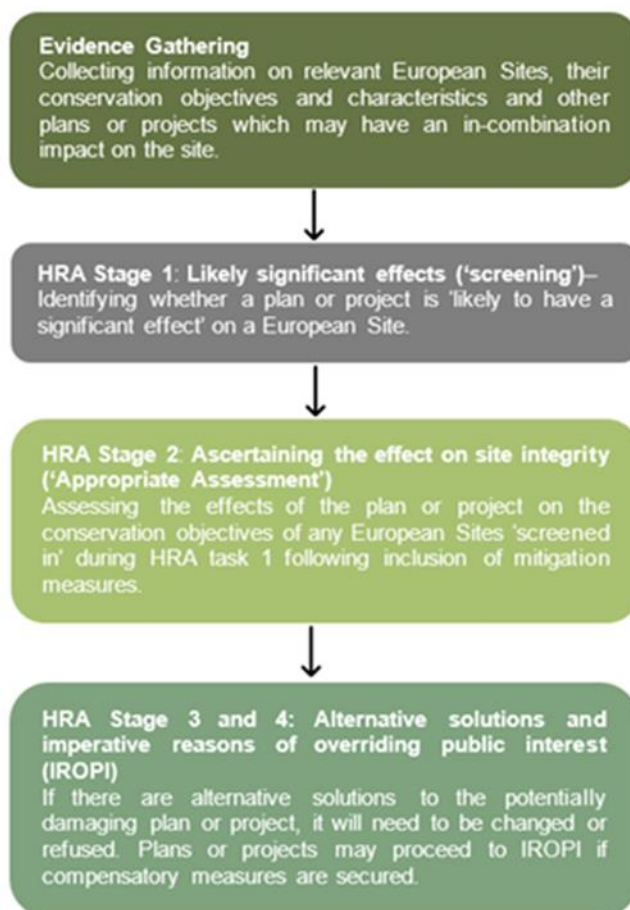 Evidence Gathering
Collecting information on relevant European Sites, their
conservation objectives and characteristics and other
plans or projects which may have an in-combination
impact on the site.
HRA Stage 1: Likely significant effects (‘screening’)–
Identifying whether a plan or project is ‘likely to have a
significant effect’ on a European Site.
HRA Stage 2: Ascertaining the effect on site integrity
(‘Appropriate Assessment’)
Assessing the effects of the plan or project on the
conservation objectives of any European Sites ‘screened
in’ during HRA task 1 following inclusion of mitigation
measures.
HRA Stage 3 and 4: Alternative solutions and
imperative reasons of overriding public interest
(IROPI)
If there are alternative solutions to the potentially
damaging plan or project, it will need to be changed or
refused. Plans or projects may proceed to IROPI if
compensatory measures are secured.